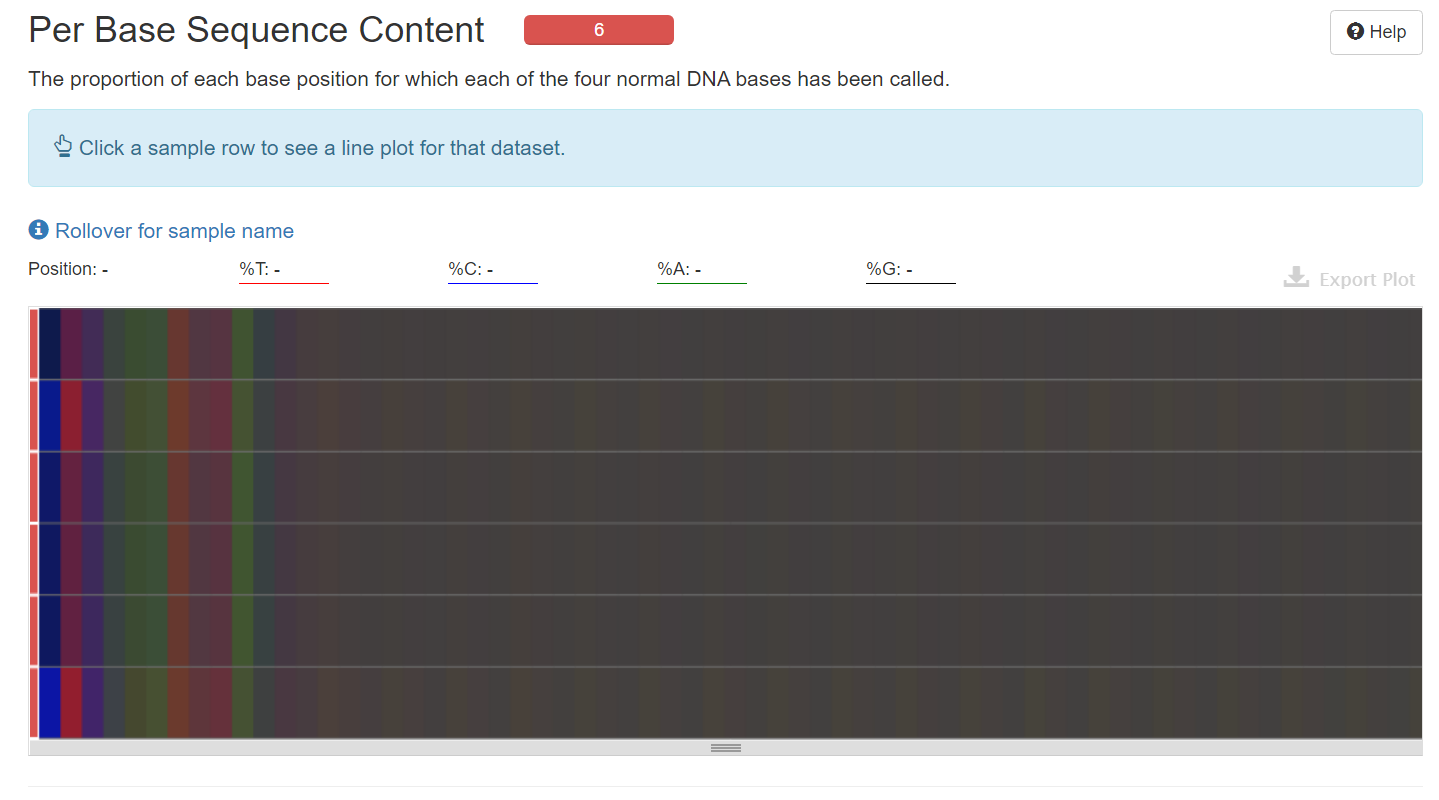 Per Base Sequence Content
6
Help
The proportion of each base position for which each of the four normal DNA bases has been called.
Click a sample row to see a line plot for that dataset.
Rollover for sample name
Position: - %T: - %C: - %A: - %G: -
Export Plot